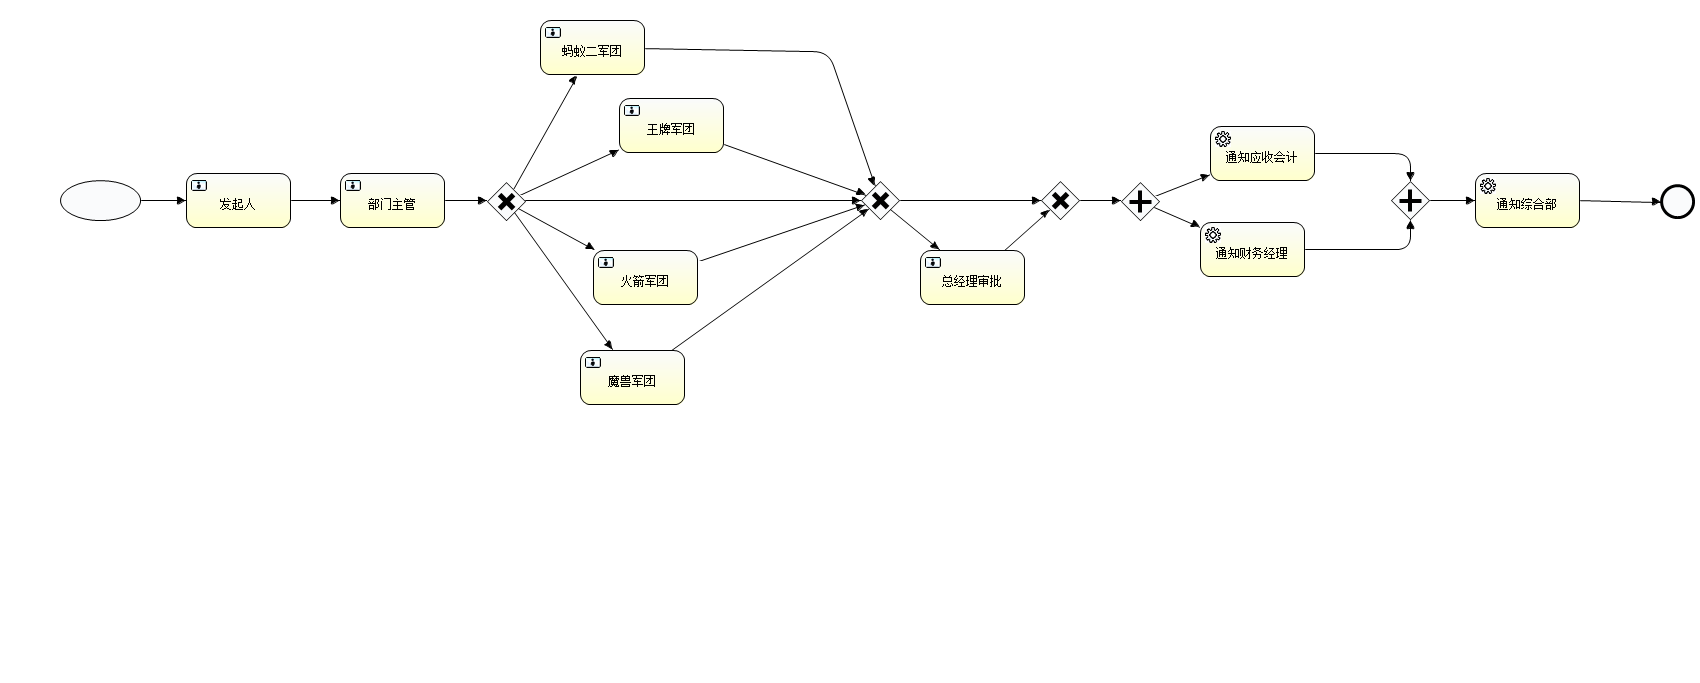 蚂蚁二军团
王牌军团
通知应收会计
发起人
部门主管
通知综合部
通知财务经理
火箭军团
总经理审批
魔兽军团